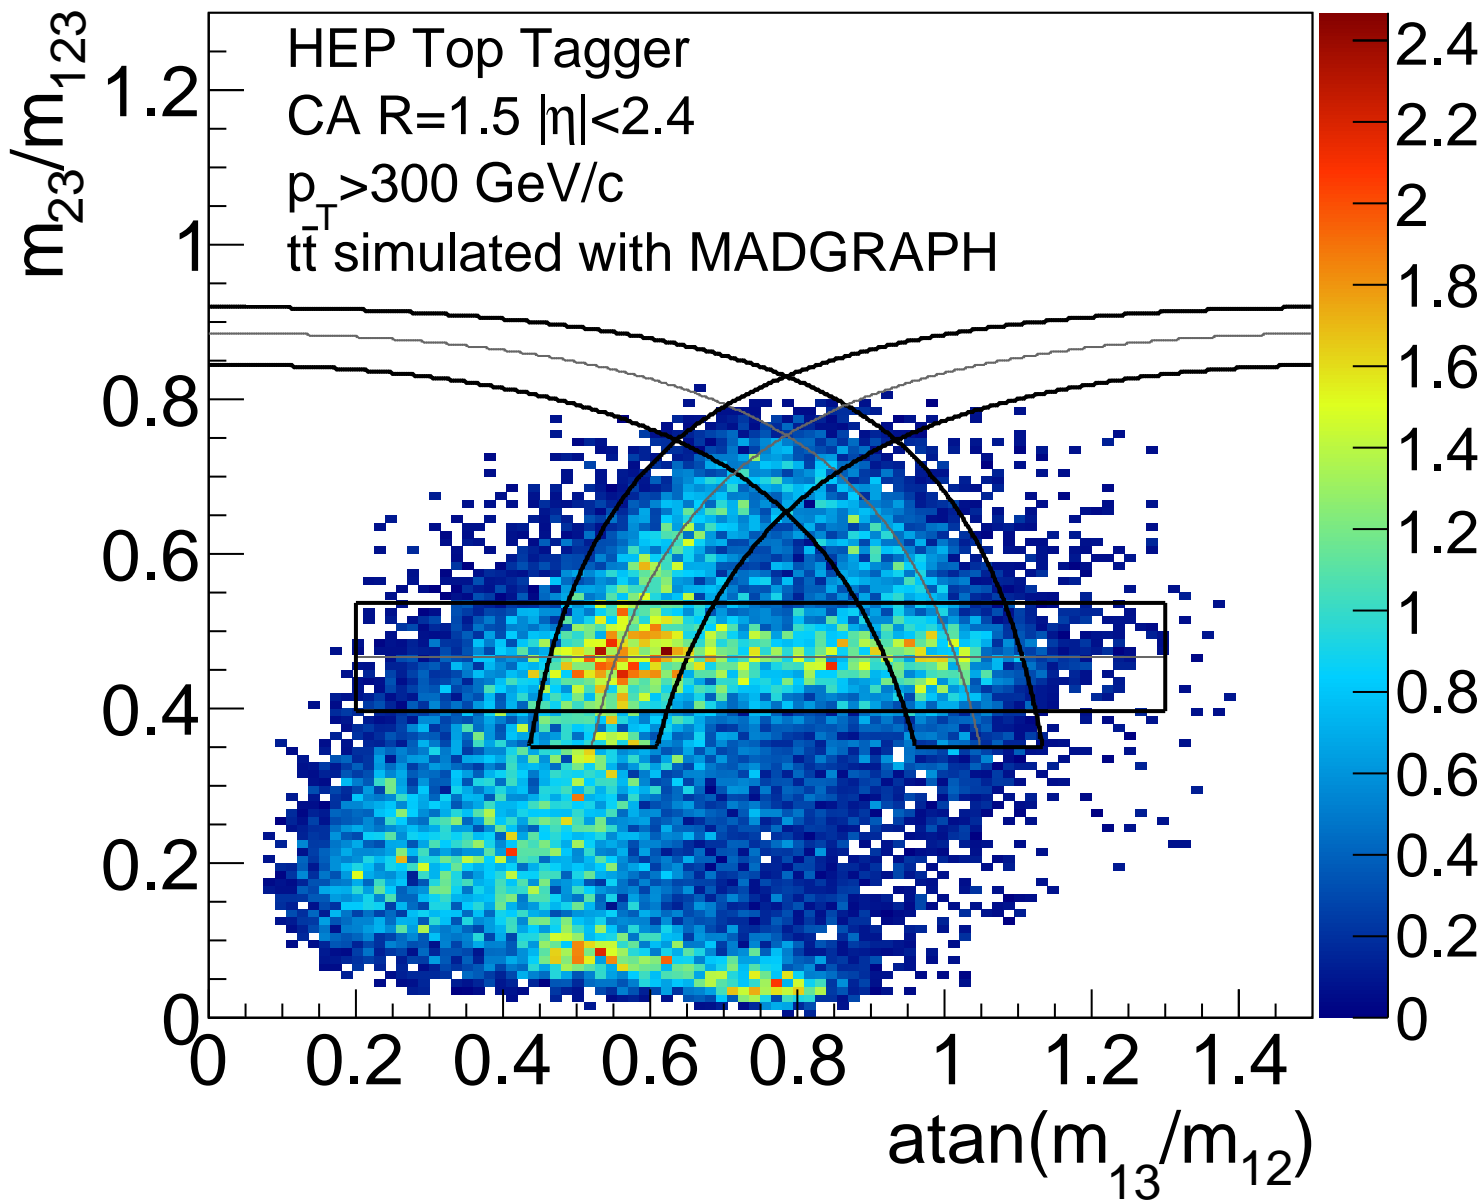 HEP Top Tagger
CA R=1.5 |η|<2.4
p_T>300 GeV/c
tt̄ simulated with MADGRAPH
m_23/m_123
1.2
1
0.8
0.6
0.4
0.2
0
0 0.2 0.4 0.6 0.8 1 1.2 1.4
atan(m_13/m_12)
2.4
2.2
2
1.8
1.6
1.4
1.2
1
0.8
0.6
0.4
0.2
0